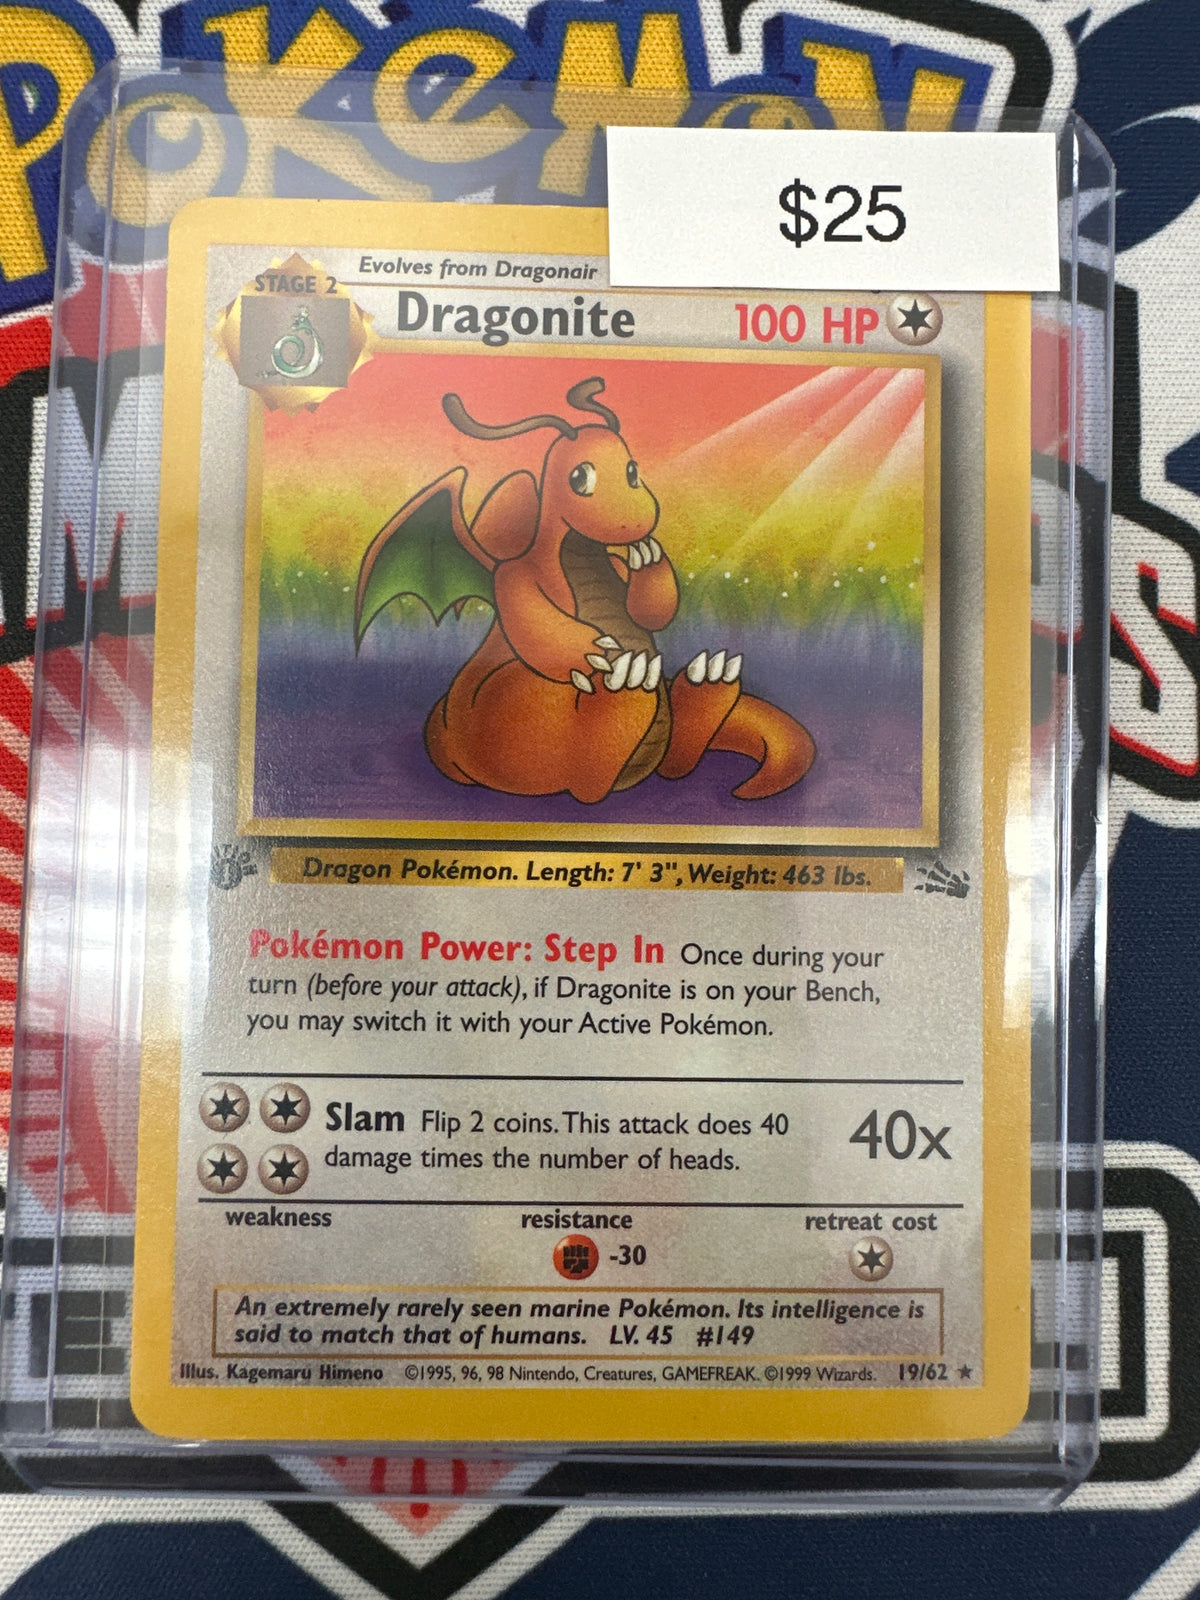 POKéMON
$25
STAGE 2
Evolves from Dragonair
Dragonite
100 HP
Dragon Pokémon. Length: 7' 3", Weight: 463 lbs.
Pokémon Power: Step In Once during your
turn (before your attack), if Dragonite is on your Bench,
you may switch it with your Active Pokémon.
Slam Flip 2 coins. This attack does 40
damage times the number of heads.
40x
weakness
resistance
retreat cost
-30
An extremely rarely seen marine Pokémon. Its intelligence is
said to match that of humans. LV. 45 #149
Illus. Kagemaru Himeno ©1995, 96, 98 Nintendo, Creatures, GAMEFREAK. ©1999 Wizards. 19/62 ★